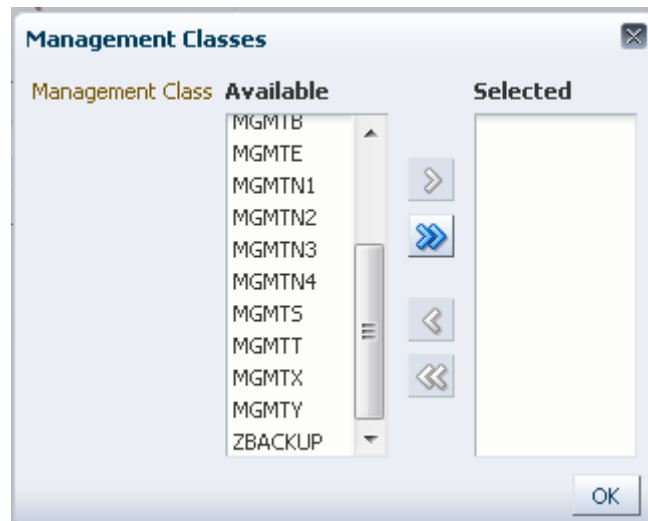 Management Classes
Management Class Available Selected
MGMTB
MGMTE
MGMTN1
MGMTN2
MGMTN3
MGMTN4
MGMTS
MGMTT
MGMTX
MGMTY
ZBACKUP
OK